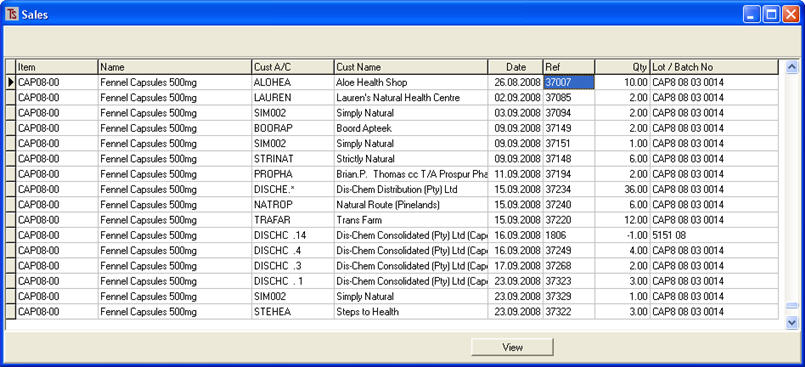 TS Sales
Item Name Cust A/C Cust Name Date Ref Qty Lot / Batch No
CAP08-00 Fennel Capsules 500mg ALOHEA Aloe Health Shop 26.08.2008 37007 10.00 CAP8 08 03 0014
CAP08-00 Fennel Capsules 500mg LAUREN Lauren's Natural Health Centre 02.09.2008 37085 2.00 CAP8 08 03 0014
CAP08-00 Fennel Capsules 500mg SIM002 Simply Natural 03.09.2008 37094 2.00 CAP8 08 03 0014
CAP08-00 Fennel Capsules 500mg BOORAP Boord Apteek 09.09.2008 37149 2.00 CAP8 08 03 0014
CAP08-00 Fennel Capsules 500mg SIM002 Simply Natural 09.09.2008 37151 1.00 CAP8 08 03 0014
CAP08-00 Fennel Capsules 500mg STRINAT Strictly Natural 09.09.2008 37148 6.00 CAP8 08 03 0014
CAP08-00 Fennel Capsules 500mg PROPHA Brian.P. Thomas cc T/A Prospur Pha 11.09.2008 37194 2.00 CAP8 08 03 0014
CAP08-00 Fennel Capsules 500mg DISCHE.* Dis-Chem Distribution (Pty) Ltd 15.09.2008 37234 36.00 CAP8 08 03 0014
CAP08-00 Fennel Capsules 500mg NATROP Natural Route (Pinelands) 15.09.2008 37240 6.00 CAP8 08 03 0014
CAP08-00 Fennel Capsules 500mg TRAFAR Trans Farm 15.09.2008 37220 12.00 CAP8 08 03 0014
CAP08-00 Fennel Capsules 500mg DISCHC .14 Dis-Chem Consolidated (Pty) Ltd (Cape 16.09.2008 1806 -1.00 5151 08
CAP08-00 Fennel Capsules 500mg DISCHC .4 Dis-Chem Consolidated (Pty) Ltd (Cape 16.09.2008 37249 4.00 CAP8 08 03 0014
CAP08-00 Fennel Capsules 500mg DISCHC .3 Dis-Chem Consolidated (Pty) Ltd (Cape 17.09.2008 37268 2.00 CAP8 08 03 0014
CAP08-00 Fennel Capsules 500mg DISCHC . 1 Dis-Chem Consolidated (Pty) Ltd (Cape 23.09.2008 37323 3.00 CAP8 08 03 0014
CAP08-00 Fennel Capsules 500mg SIM002 Simply Natural 23.09.2008 37329 1.00 CAP8 08 03 0014
CAP08-00 Fennel Capsules 500mg STEHEA Steps to Health 23.09.2008 37322 3.00 CAP8 08 03 0014
View